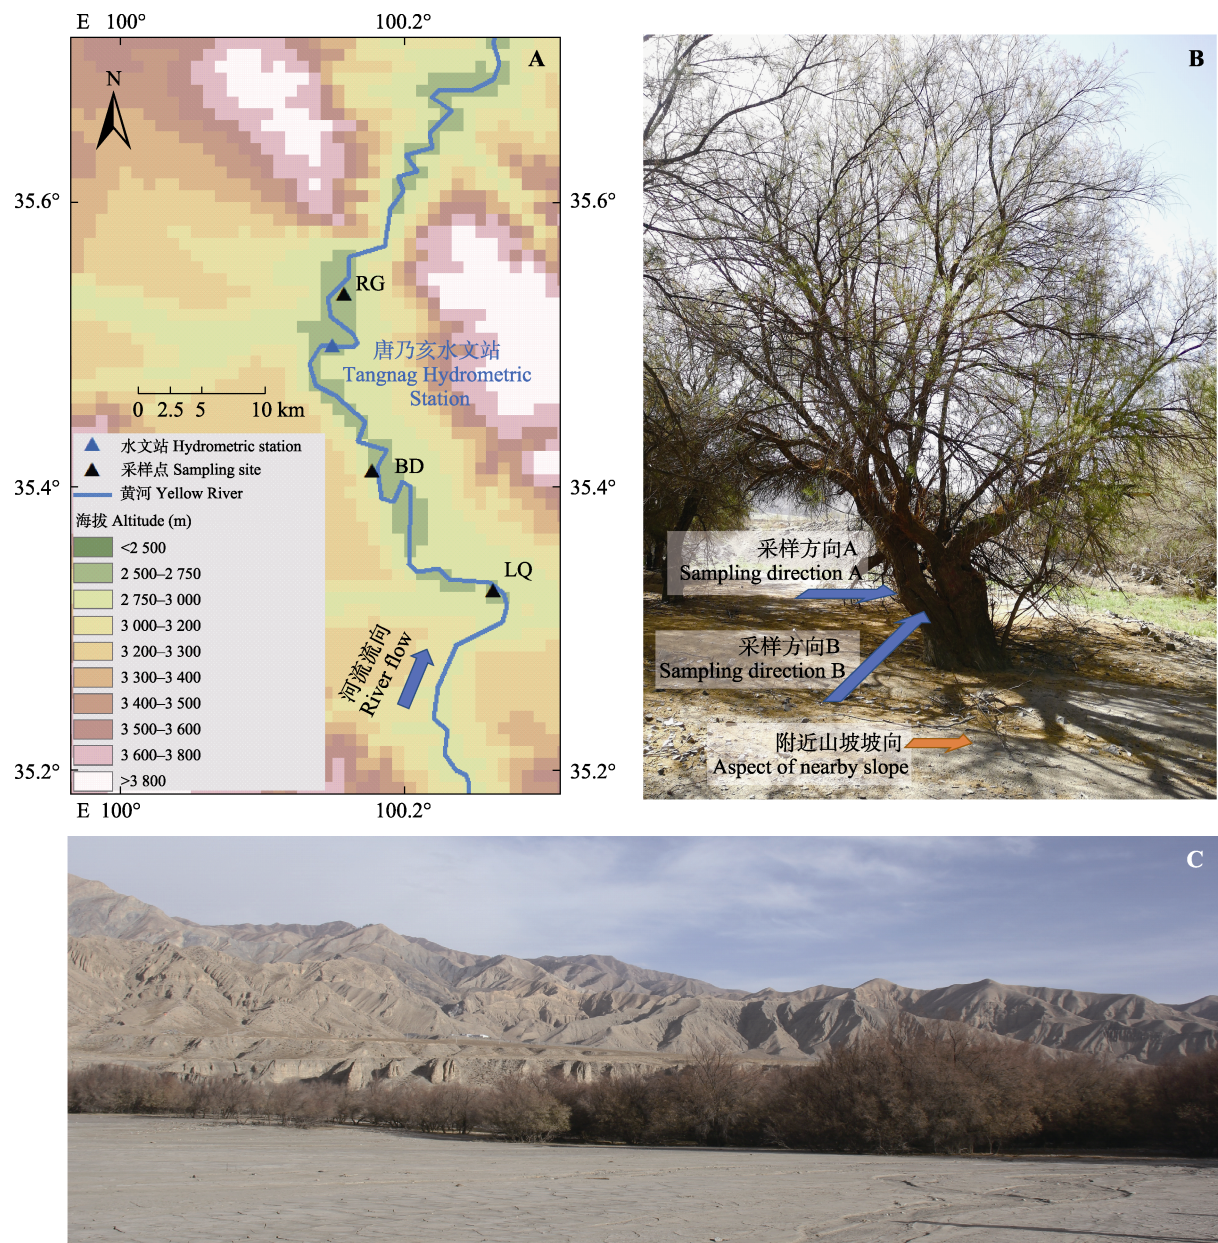 E 100° 100.2°
A
N
35.6° 35.6°
RG
唐乃亥水文站
Tangnag Hydrometric
Station
0 2.5 5 10 km
水文站 Hydrometric station
采样点 Sampling site
黄河 Yellow River
BD
35.4° 35.4°
海拔 Altitude (m)
<2 500
2 500–2 750
2 750–3 000
3 000–3 200
3 200–3 300
3 300–3 400
3 400–3 500
3 500–3 600
3 600–3 800
>3 800
LQ
河流流向
River flow
35.2° 35.2°
E 100° 100.2°
B
采样方向A
Sampling direction A
采样方向B
Sampling direction B
附近山坡坡向
Aspect of nearby slope
C